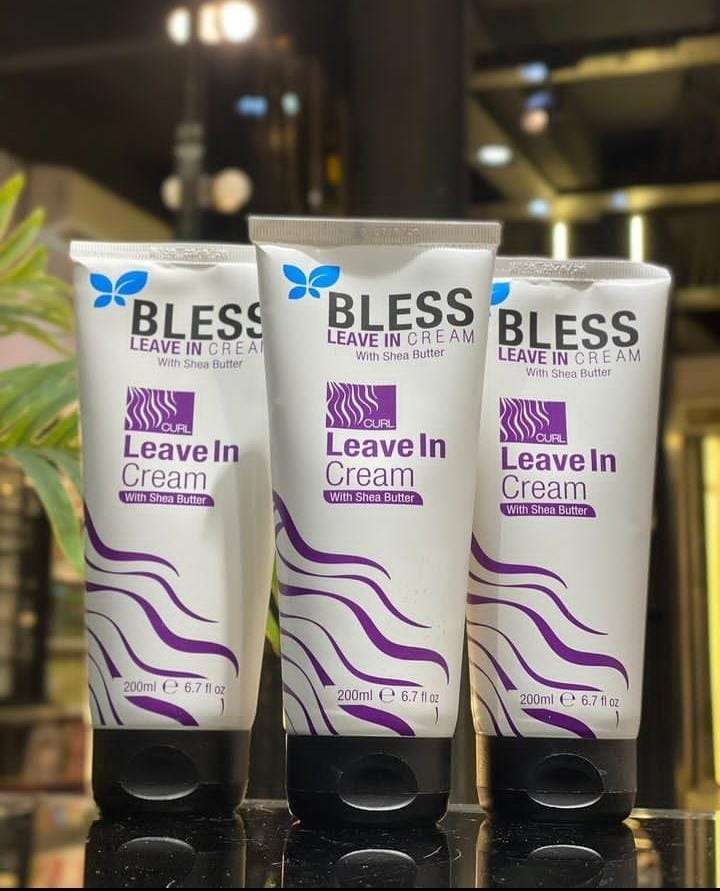 BLESS
LEAVE IN CREA
With Shea Butter
CURL
Leave In
Cream
With Shea Butter
200ml ℮ 6.7 fl oz
BLESS
LEAVE IN CREAM
With Shea Butter
CURL
Leave In
Cream
With Shea Butter
200ml ℮ 6.7 fl oz
BLESS
LEAVE IN CREAM
With Shea Butter
CURL
Leave In
Cream
With Shea Butter
200ml ℮ 6.7 fl oz